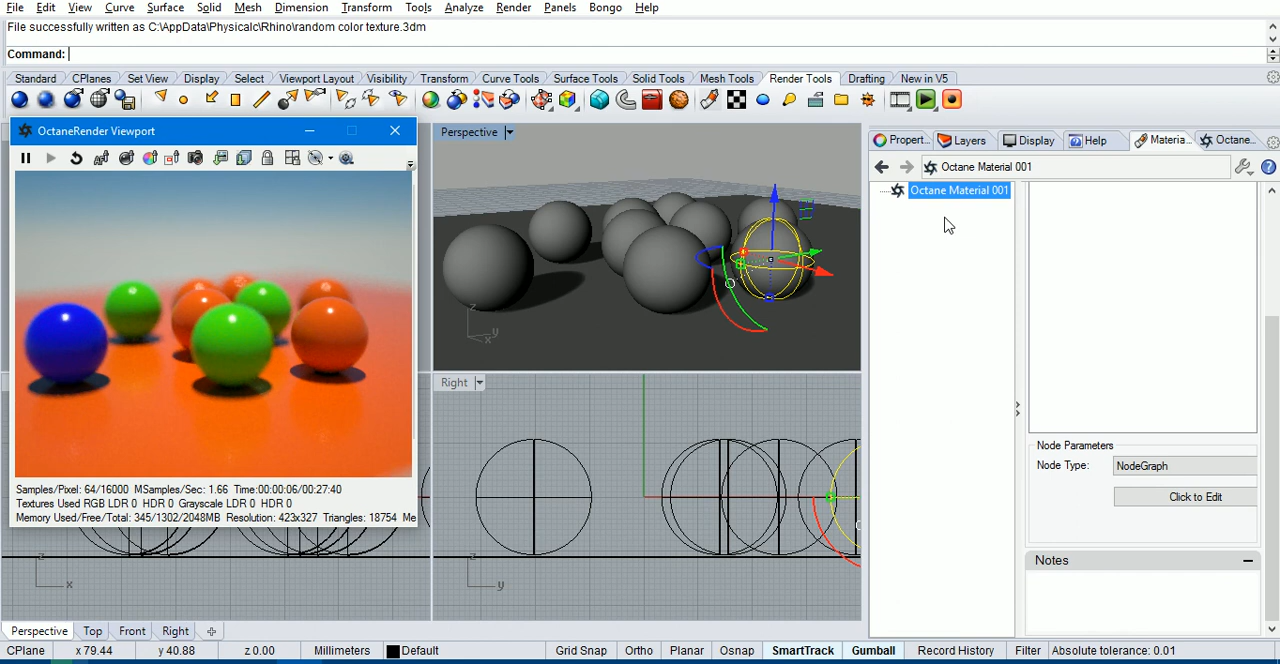 File Edit View Curve Surface Solid Mesh Dimension Transform Tools Analyze Render Panels Bongo Help
File successfully written as C:\AppData\Physicalc\Rhino\random color texture.3dm
Command:
Standard CPlanes Set View Display Select Viewport Layout Visibility Transform Curve Tools Surface Tools Solid Tools Mesh Tools Render Tools Drafting New in V5
OctaneRender Viewport
Perspective
Propert... Layers Display Help Materia... Octane...
Octane Material 001
Octane Material 001
z
y
x
Right
Node Parameters
Node Type: NodeGraph
Click to Edit
Samples/Pixel: 64/16000 MSamples/Sec: 1.66 Time:00:00:06/00:27:40
Textures Used RGB LDR 0 HDR 0 Grayscale LDR 0 HDR 0
Memory Used/Free/Total: 345/1302/2048MB Resolution: 423x327 Triangles: 18754 Me
Notes
z
x
z
y
Perspective Top Front Right
CPlane x 79.44 y 40.88 z 0.00 Millimeters Default Grid Snap Ortho Planar Osnap SmartTrack Gumball Record History Filter Absolute tolerance: 0.01